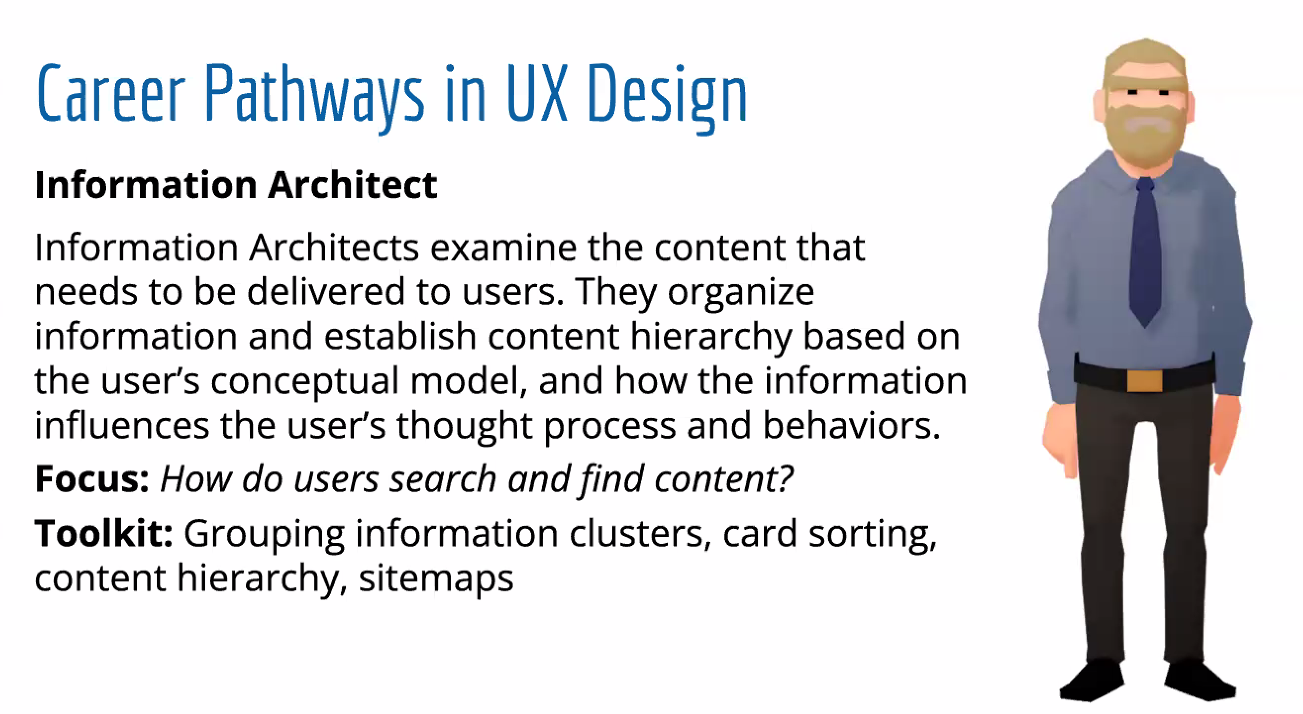 Career Pathways in UX Design
Information Architect
Information Architects examine the content that
needs to be delivered to users. They organize
information and establish content hierarchy based on
the user’s conceptual model, and how the information
influences the user’s thought process and behaviors.
Focus: How do users search and find content?
Toolkit: Grouping information clusters, card sorting,
content hierarchy, sitemaps